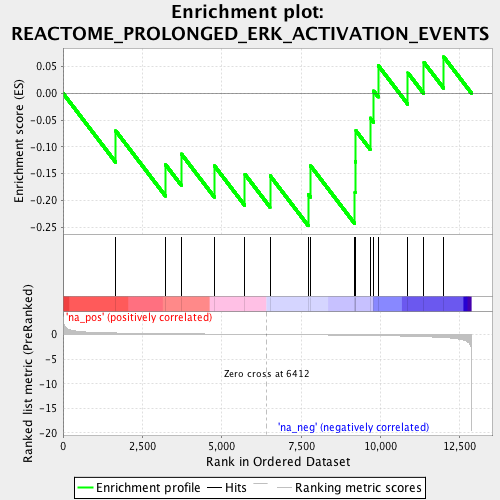 Enrichment plot:
REACTOME_PROLONGED_ERK_ACTIVATION_EVENTS
Enrichment score (ES)
0.05
0.00
-0.05
-0.10
-0.15
-0.20
-0.25
'na_pos' (positively correlated)
Ranked list metric (PreRanked)
0
-5
-10
-15
-20
Zero cross at 6412
'na_neg' (negatively correlated)
0
2,500
5,000
7,500
10,000
12,500
Rank in Ordered Dataset
Enrichment profile
Hits
Ranking metric scores